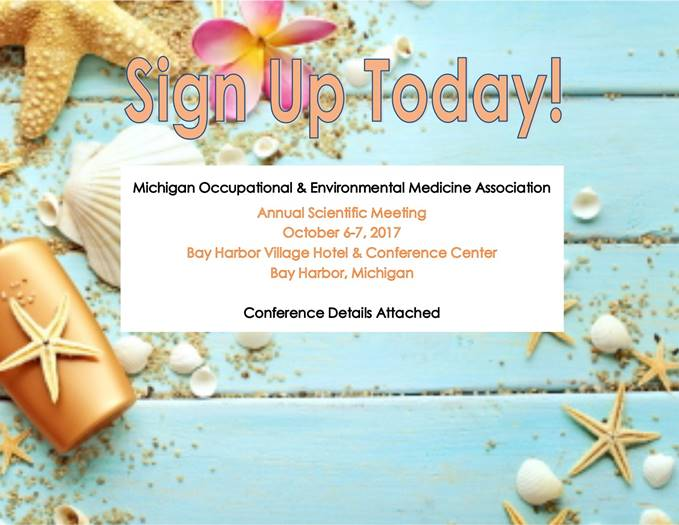 Sign Up Today!
Michigan Occupational & Environmental Medicine Association
Annual Scientific Meeting
October 6-7, 2017
Bay Harbor Village Hotel & Conference Center
Bay Harbor, Michigan
Conference Details Attached